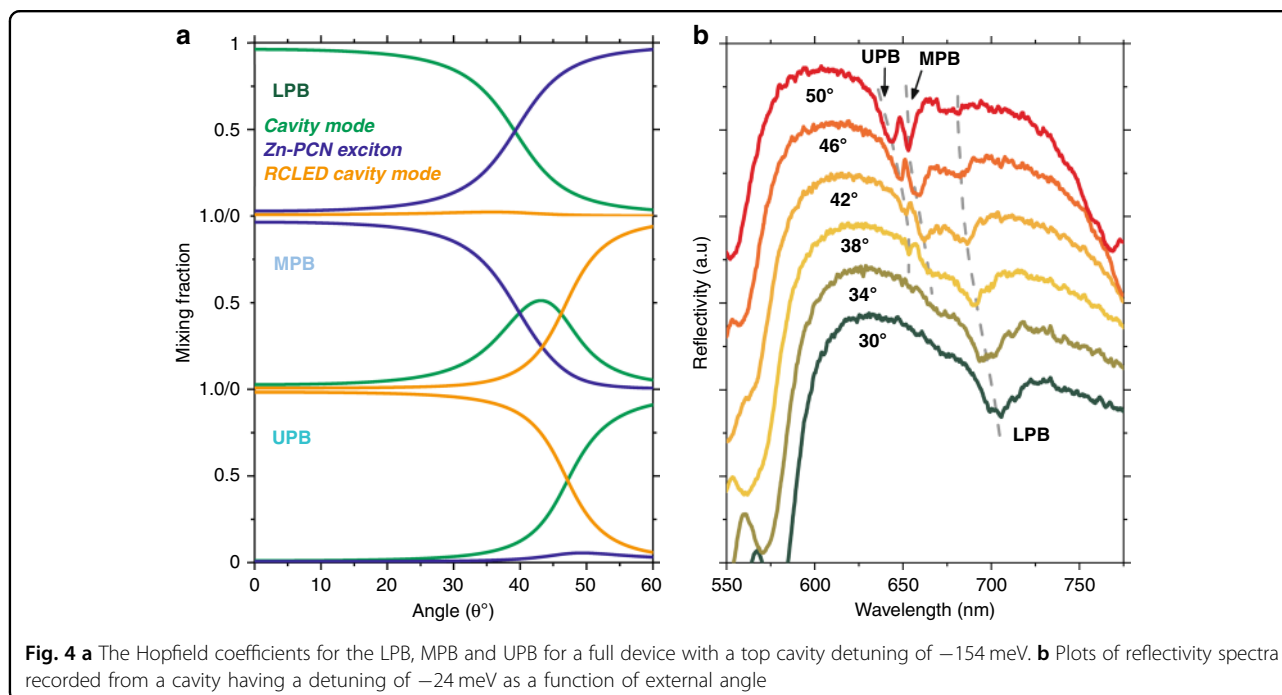 a
1
LPB
Cavity mode
0.5
Zn-PCN exciton
RCLED cavity mode
1.0/0
MPB
Mixing fraction
0.5
1.0/0
UPB
0.5
0
0 10 20 30 40 50 60
Angle (θ°)
b
UPB
MPB
50°
46°
42°
38°
34°
30°
LPB
Reflectivity (a.u)
550 600 650 700 750
Wavelength (nm)
Fig. 4 a The Hopfield coefficients for the LPB, MPB and UPB for a full device with a top cavity detuning of −154 meV. b Plots of reflectivity spectra
recorded from a cavity having a detuning of −24 meV as a function of external angle